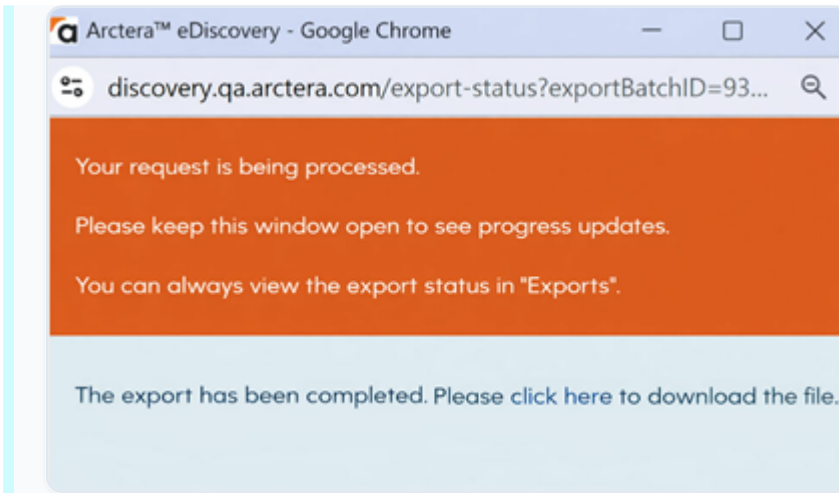 Arctera™ eDiscovery - Google Chrome
discovery.qa.arctera.com/export-status?exportBatchID=93...
Your request is being processed.
Please keep this window open to see progress updates.
You can always view the export status in "Exports".
The export has been completed. Please click here to download the file.